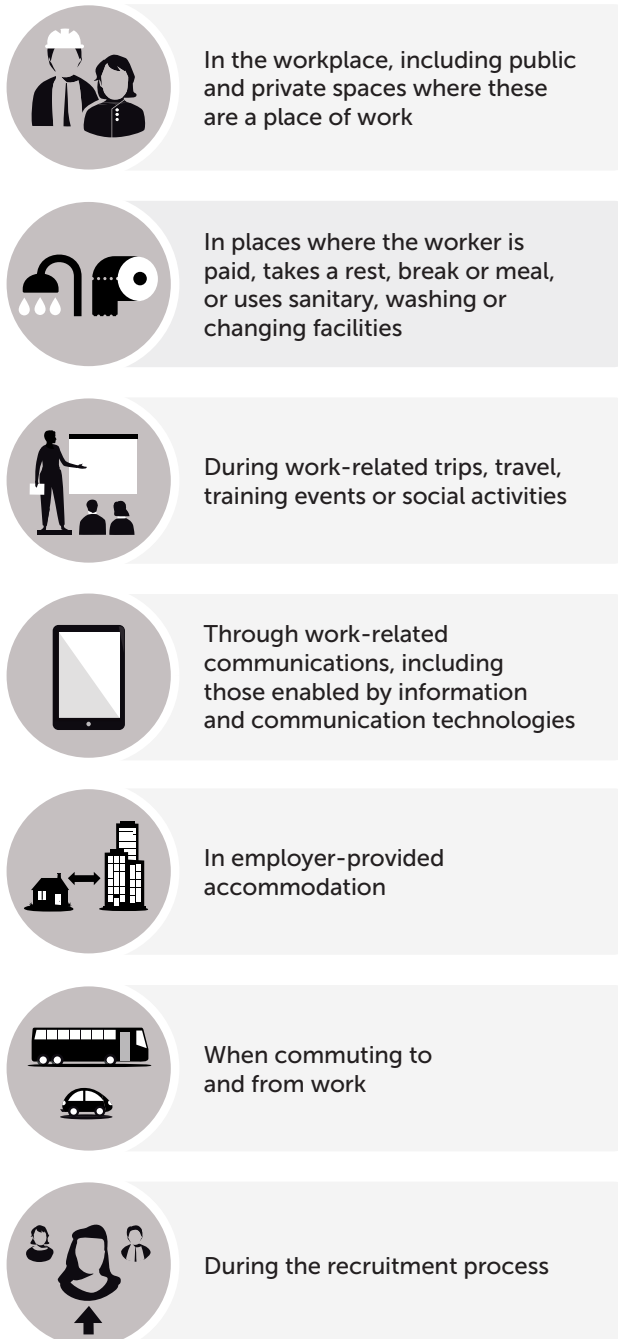 In the workplace, including public
and private spaces where these
are a place of work
In places where the worker is
paid, takes a rest, break or meal,
or uses sanitary, washing or
changing facilities
During work-related trips, travel,
training events or social activities
Through work-related
communications, including
those enabled by information
and communication technologies
In employer-provided
accommodation
When commuting to
and from work
During the recruitment process